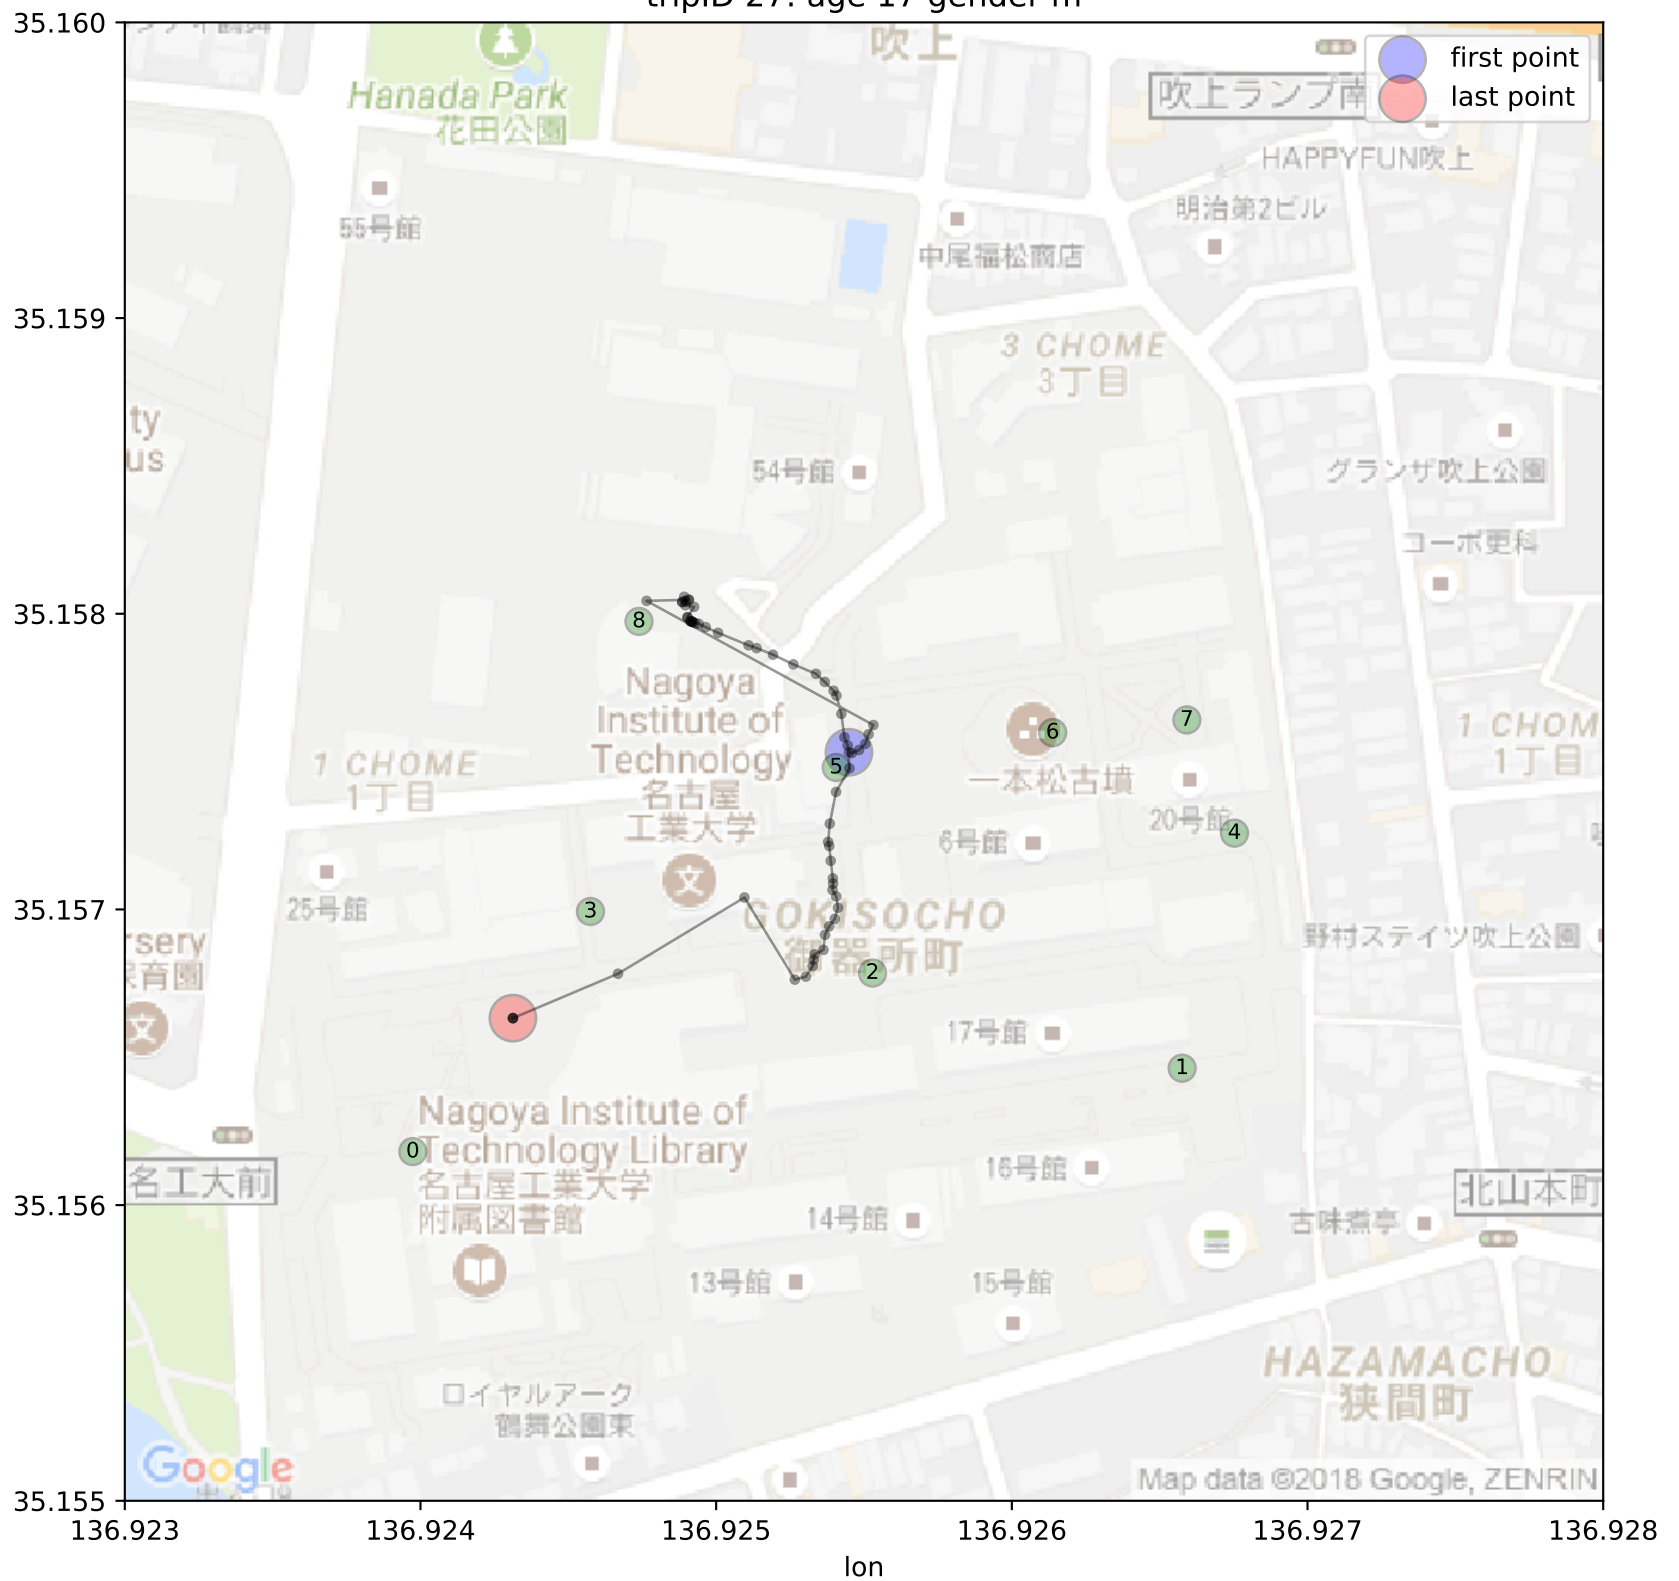 tripID 27: age 17 gender m
35.160
35.159
35.158
35.157
35.156
35.155
136.923
136.924
136.925
136.926
136.927
136.928
lon
first point
last point
吹上
吹上ランプ南
Hanada Park
花田公園
HAPPYFUN吹上
明治第2ビル
55号館
中尾福松商店
3 CHOME
3丁目
ty
us
54号館
グランザ吹上公園
コーポ更科
8
Nagoya
Institute of
Technology
名古屋
工業大学
5
6
7
一本松古墳
1 CHOME
1丁目
1 CHOM
1丁目
20号館
4
6号館
25号館
3
GOKISOCHO
御器所町
2
rsery
育園
野村ステイツ吹上公園
17号館
1
Nagoya Institute of
Technology Library
名古屋工業大学
附属図書館
0
名工大前
16号館
14号館
北山本町
古味煮亭
13号館
15号館
HAZAMACHO
狭間町
ロイヤルアーク
鶴舞公園東
Google
Map data ©2018 Google, ZENRIN